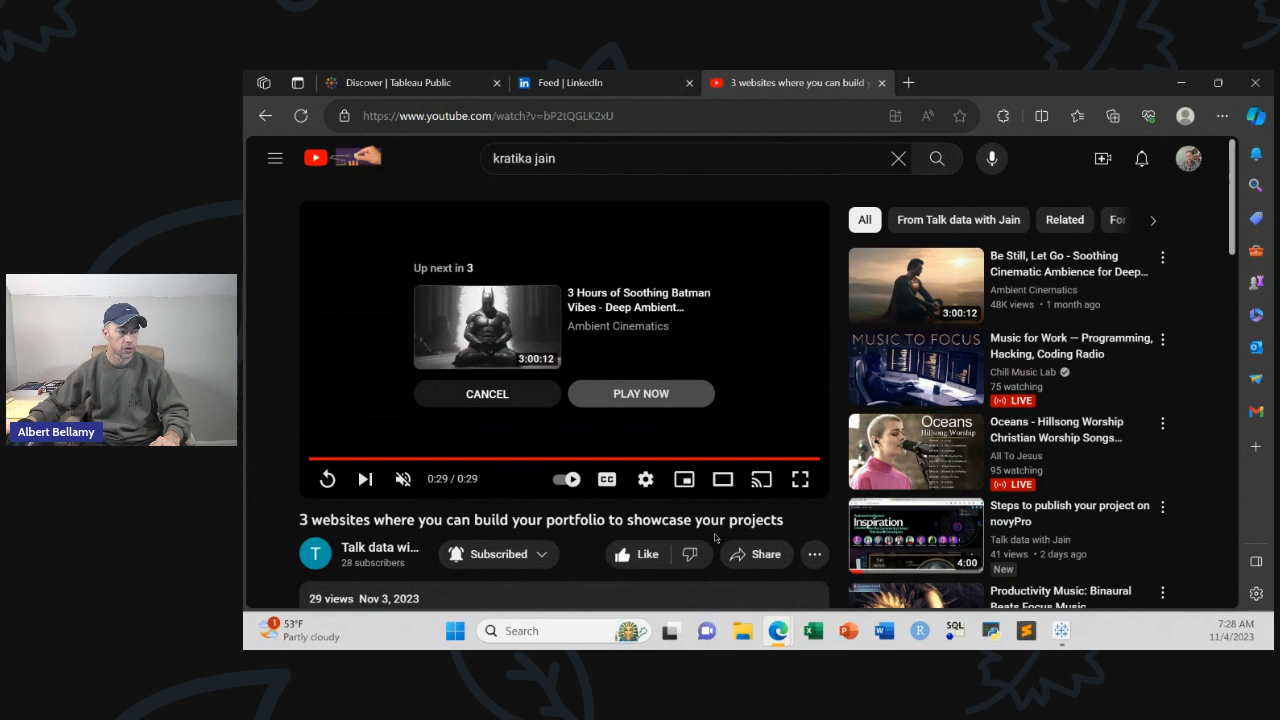 Discover | Tableau Public
Feed | LinkedIn
3 websites where you can build y
https://www.youtube.com/watch?v=bP2tQGLK2xU
kratika jain
All
From Talk data with Jain
Related
For
Up next in 3
3:00:12
3 Hours of Soothing Batman
Vibes - Deep Ambient...
Ambient Cinematics
CANCEL
PLAY NOW
0:29 / 0:29
CC
3 websites where you can build your portfolio to showcase your projects
T
Talk data wi...
28 subscribers
Subscribed
Like
Share
29 views Nov 3, 2023
3:00:12
Be Still, Let Go - Soothing
Cinematic Ambience for Deep...
Ambient Cinematics
48K views • 1 month ago
MUSIC TO FOCUS
Music for Work — Programming,
Hacking, Coding Radio
Chill Music Lab
75 watching
LIVE
Oceans
Hillsong Worship
Oceans - Hillsong Worship
Christian Worship Songs...
All To Jesus
95 watching
LIVE
Inspiration
4:00
Steps to publish your project on
novyPro
Talk data with Jain
41 views • 2 days ago
New
Productivity Music: Binaural
Beats Focus Music
Albert Bellamy
1
53°F
Partly cloudy
Search
SQL
7:28 AM
11/4/2023